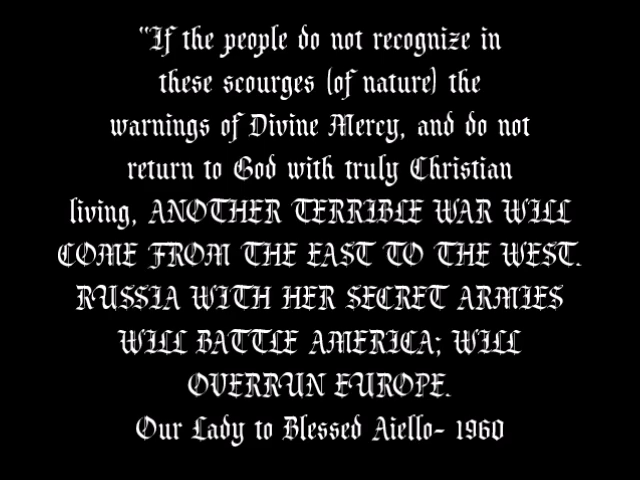 "If the people do not recognize in
these scourges (of nature) the
warnings of Divine Mercy, and do not
return to God with truly Christian
living, ANOTHER TERRIBLE WAR WILL
COME FROM THE EAST TO THE WEST.
RUSSIA WITH HER SECRET ARMIES
WILL BATTLE AMERICA; WILL
OVERRUN EUROPE.
Our Lady to Blessed Aiello- 1960